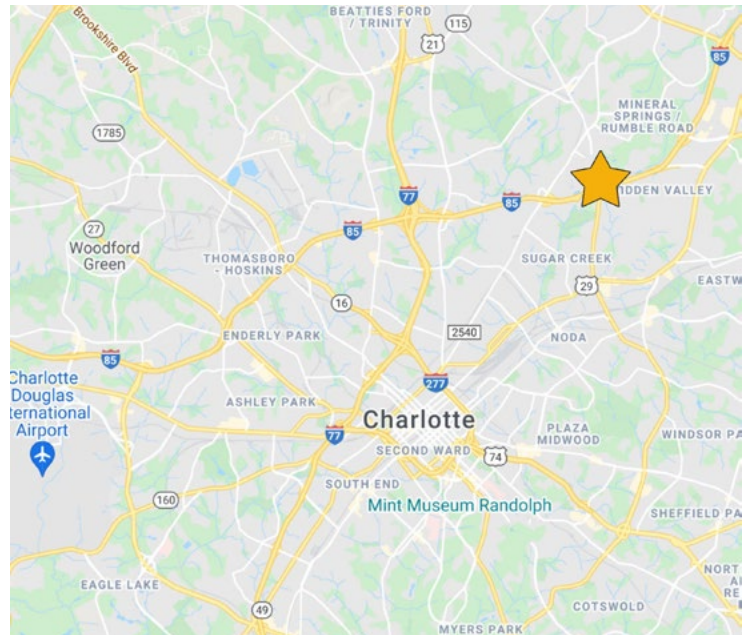 BEATTIES FORD
/ TRINITY
115
21
Brookshire Blvd
85
MINERAL
SPRINGS /
RUMBLE ROAD
1785
77
85
IDDEN VALLEY
27
Woodford
Green
85
THOMASBORO
- HOSKINS
SUGAR CREEK
EASTW
29
16
2540
NODA
ENDERLY PARK
85
Charlotte
Douglas
ternational
Airport
277
ASHLEY PARK
Charlotte
77
PLAZA
MIDWOOD
WINDSOR PA
SECOND WARD
74
SOUTH END
160
Mint Museum Randolph
SHEFFIELD PA
EAGLE LAKE
NORT
A
RE
49
COTSWOLD
MYERS PARK